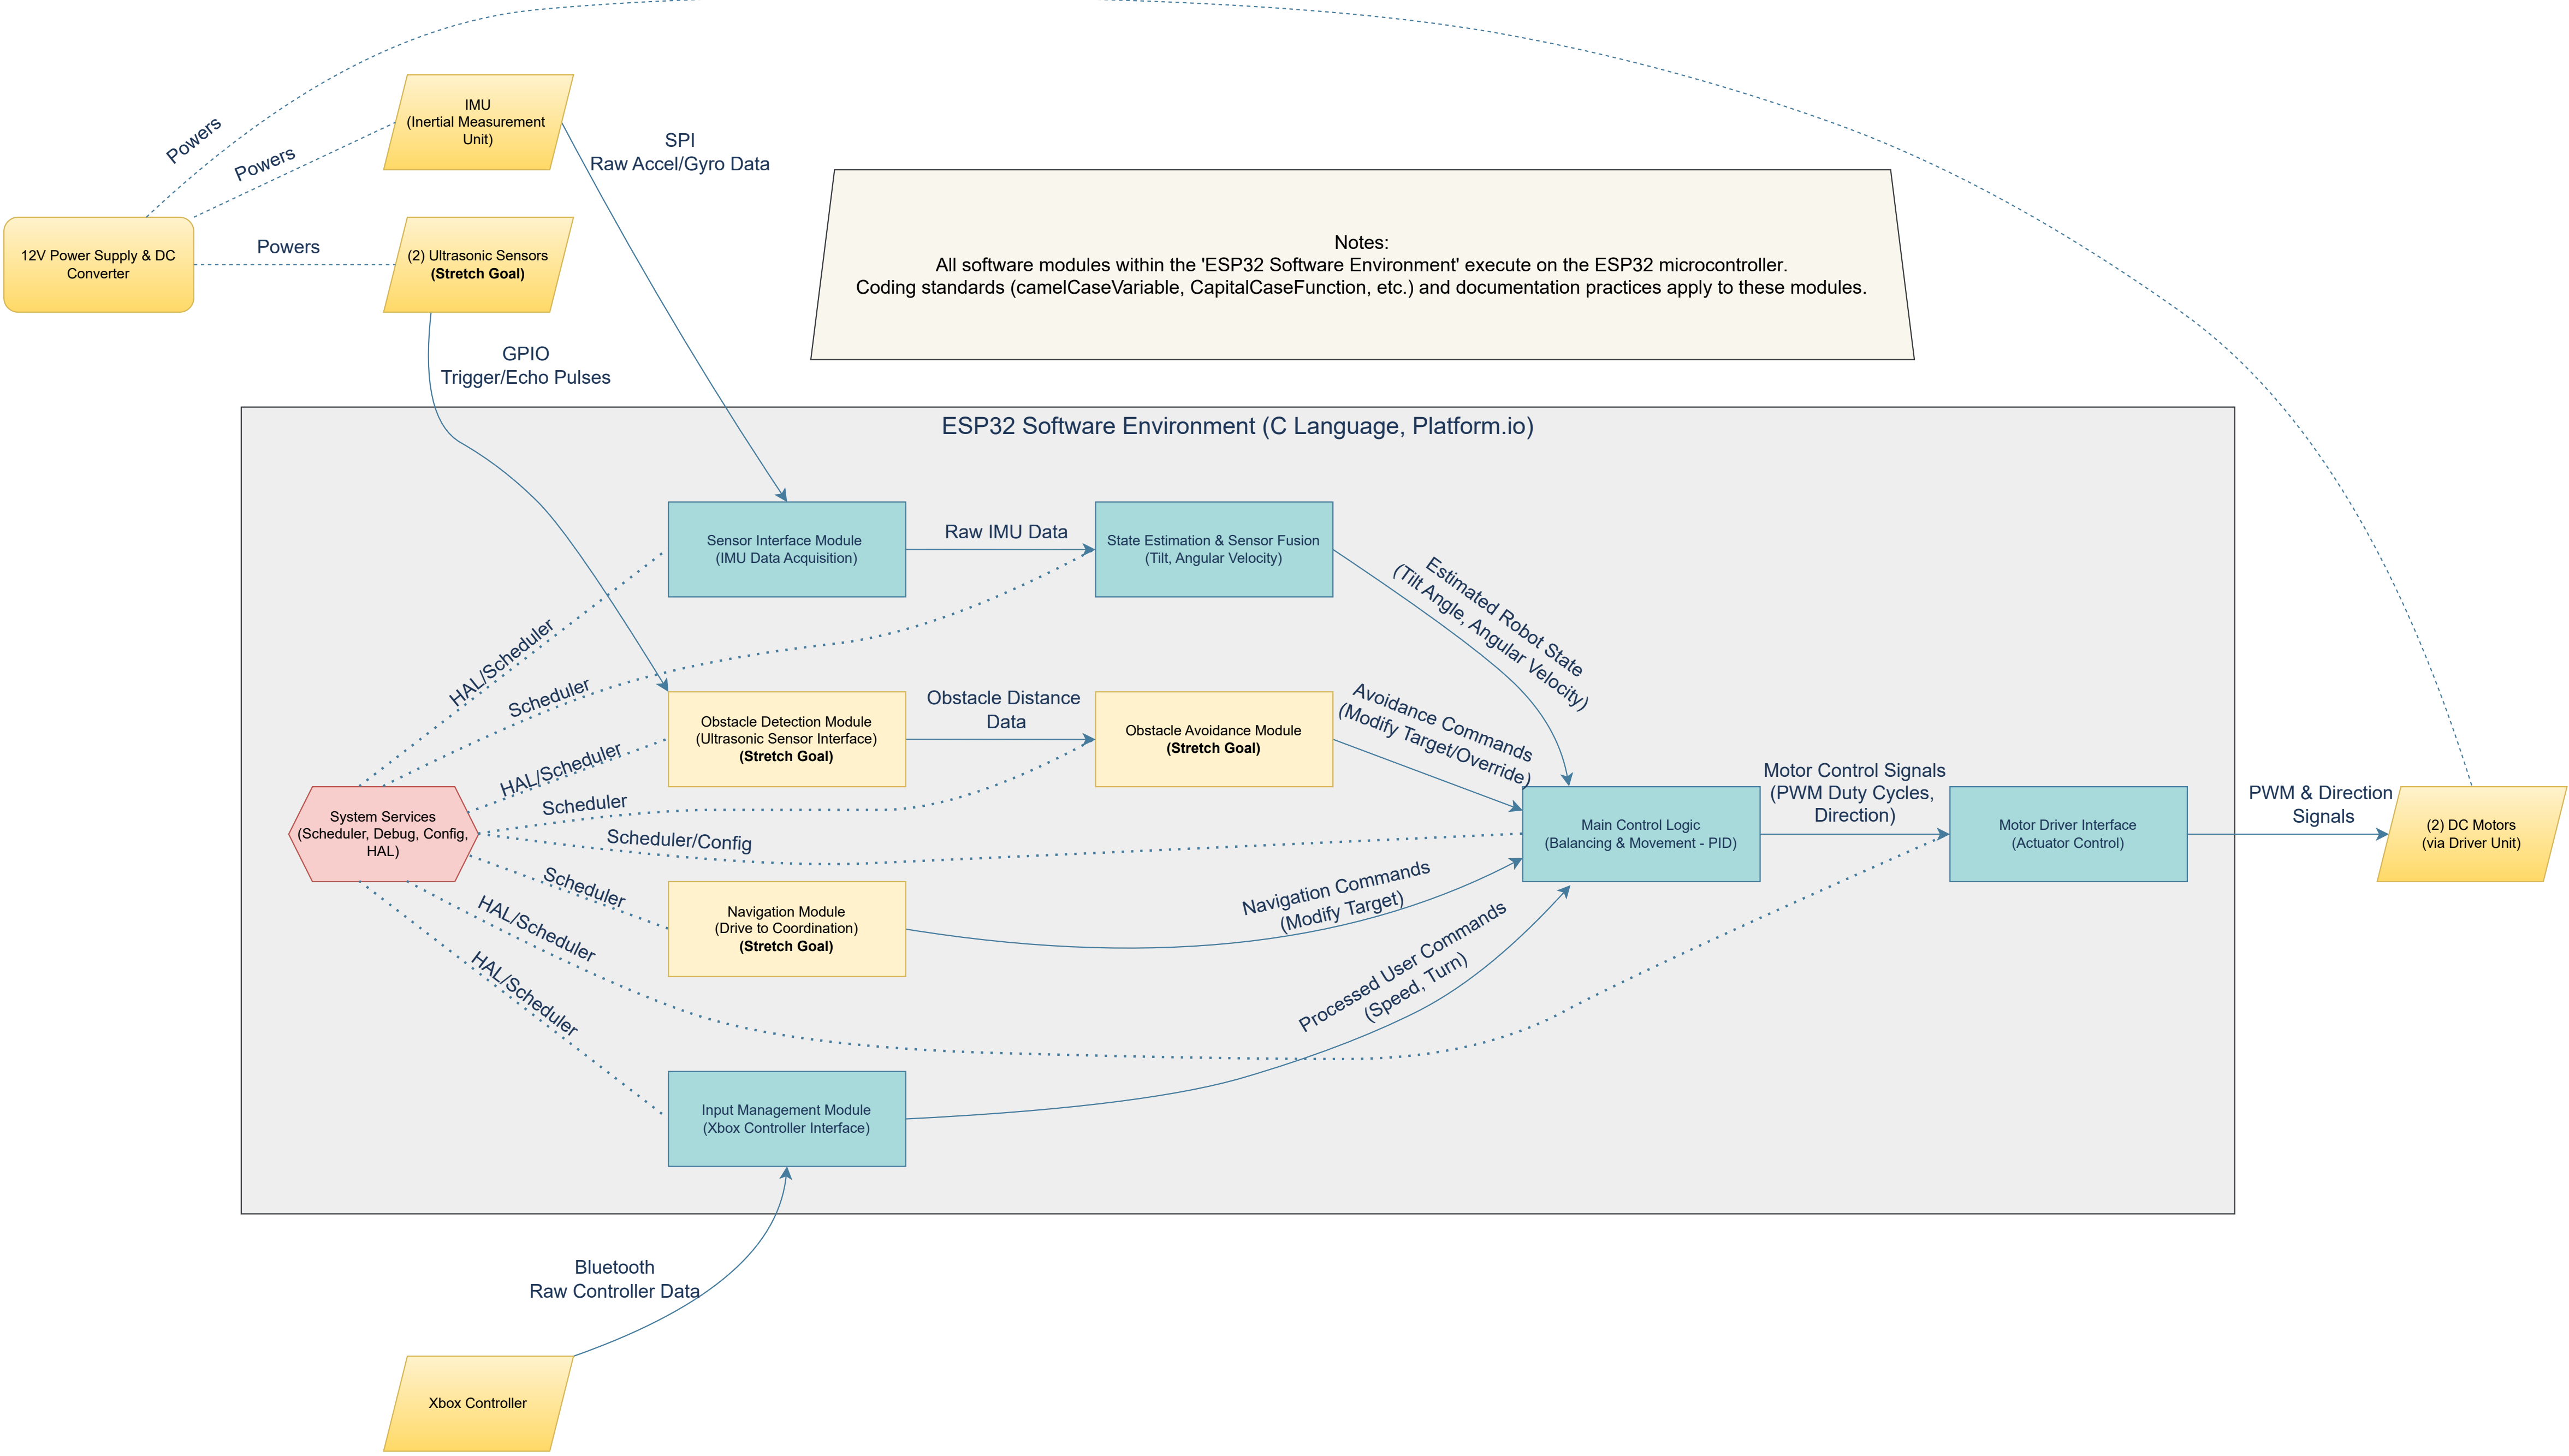 Powers
IMU
(Inertial Measurement
Unit)
Powers
SPI
Raw Accel/Gyro Data
12V Power Supply & DC
Converter
Powers
(2) Ultrasonic Sensors
(Stretch Goal)
Notes:
All software modules within the 'ESP32 Software Environment' execute on the ESP32 microcontroller.
Coding standards (camelCaseVariable, CapitalCaseFunction, etc.) and documentation practices apply to these modules.
GPIO
Trigger/Echo Pulses
ESP32 Software Environment (C Language, Platform.io)
Sensor Interface Module
(IMU Data Acquisition)
Raw IMU Data
State Estimation & Sensor Fusion
(Tilt, Angular Velocity)
Estimated Robot State
(Tilt Angle, Angular Velocity)
HAL/Scheduler
Scheduler
Obstacle Detection Module
(Ultrasonic Sensor Interface)
(Stretch Goal)
Obstacle Distance
Data
Obstacle Avoidance Module
(Stretch Goal)
Avoidance Commands
(Modify Target/Override)
HAL/Scheduler
Scheduler
Scheduler/Config
System Services
(Scheduler, Debug, Config,
HAL)
Main Control Logic
(Balancing & Movement - PID)
Motor Control Signals
(PWM Duty Cycles,
Direction)
Motor Driver Interface
(Actuator Control)
PWM & Direction
Signals
(2) DC Motors
(via Driver Unit)
Scheduler
Navigation Module
(Drive to Coordination)
(Stretch Goal)
Navigation Commands
(Modify Target)
HAL/Scheduler
HAL/Scheduler
Processed User Commands
(Speed, Turn)
Input Management Module
(Xbox Controller Interface)
Bluetooth
Raw Controller Data
Xbox Controller